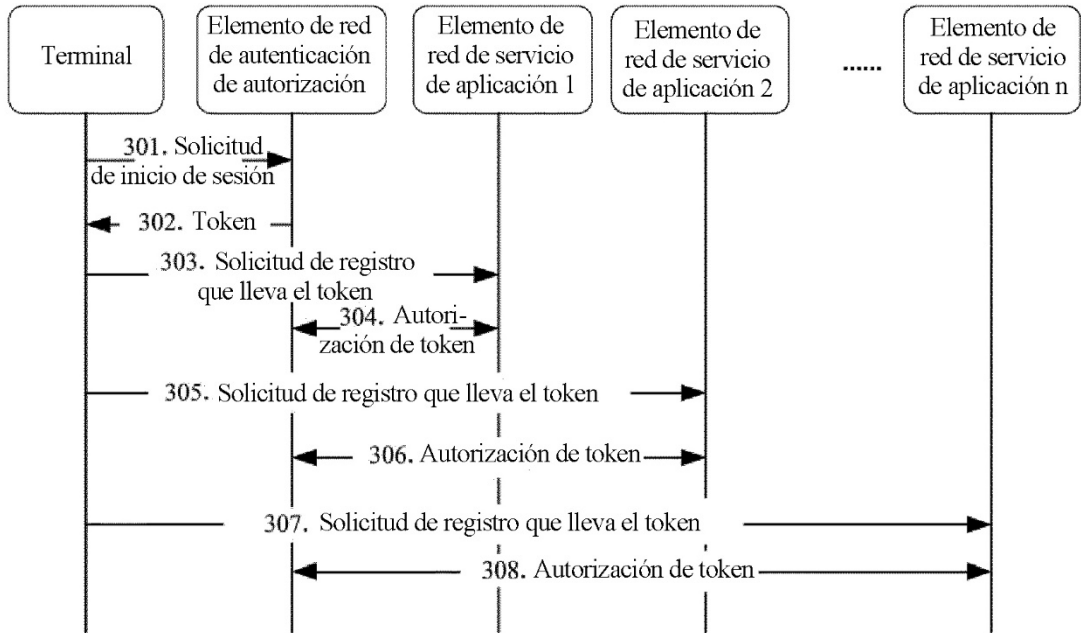 Terminal
Elemento de red
de autenticación
de autorización
Elemento de
red de servicio
de aplicación 1
Elemento de
red de servicio
de aplicación 2
......
Elemento de
red de servicio
de aplicación n
301. Solicitud
de inicio de sesión
302. Token
303. Solicitud de registro
que lleva el token
304. Autori-
zación de token
305. Solicitud de registro que lleva el token
306. Autorización de token
307. Solicitud de registro que lleva el token
308. Autorización de token